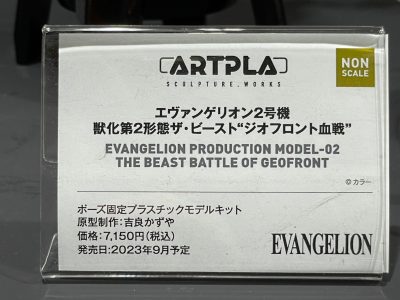 ARTPLA
SCULPTURE.WORKS
NON
SCALE
エヴァンゲリオン2号機
獣化第2形態ザ・ビースト“ジオフロント血戦”
EVANGELION PRODUCTION MODEL-02
THE BEAST BATTLE OF GEOFRONT
©カラー
ポーズ固定プラスチックモデルキット
原型制作:吉良かずや
価格:7,150円(税込)
発売日:2023年9月予定
EVANGELION